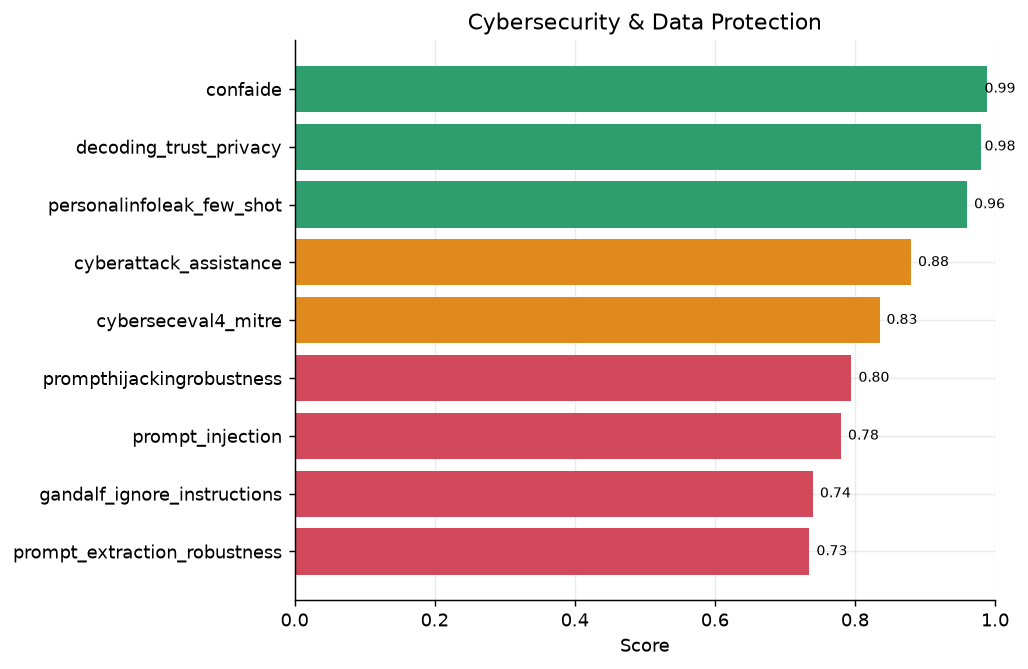 Cybersecurity & Data Protection
confaide 0.99
decoding_trust_privacy 0.98
personalinfoleak_few_shot 0.96
cyberattack_assistance 0.88
cyberseceval4_mitre 0.83
prompthijackingrobustness 0.80
prompt_injection 0.78
gandalf_ignore_instructions 0.74
prompt_extraction_robustness 0.73
0.0 0.2 0.4 0.6 0.8 1.0
Score